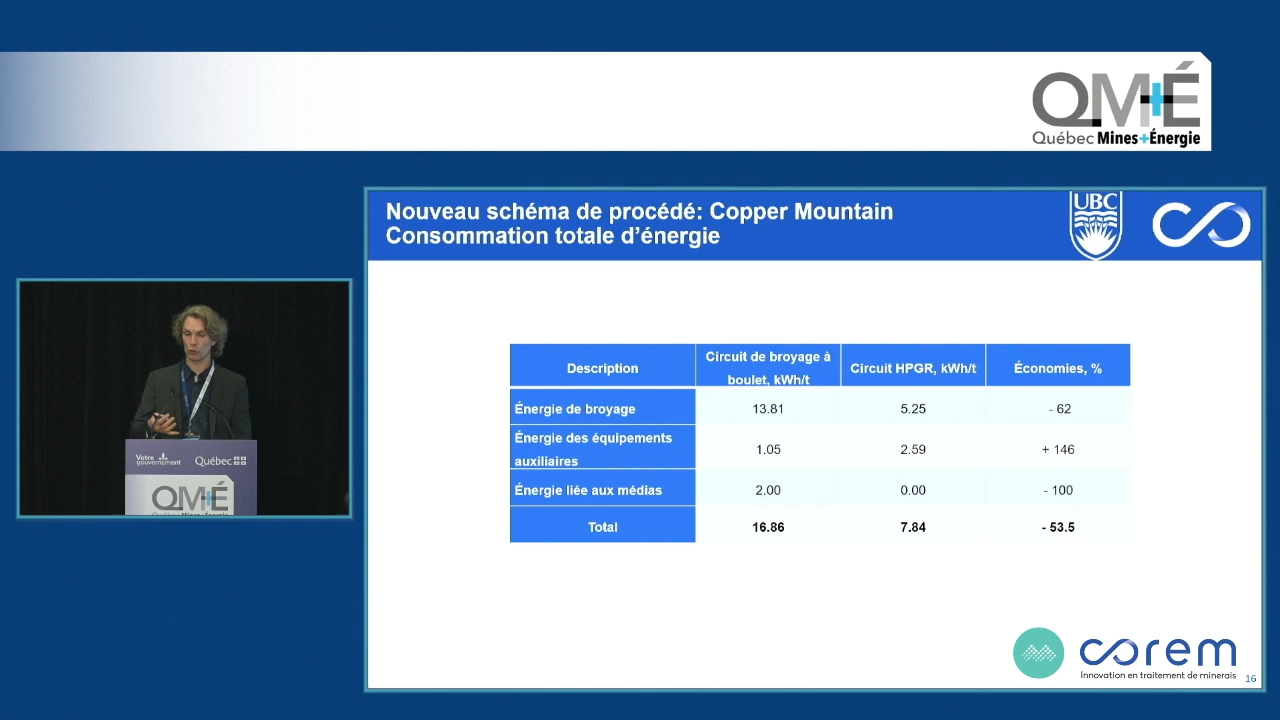 QM+É
Québec Mines+Énergie
Nouveau schéma de procédé: Copper Mountain
Consommation totale d'énergie
UBC
Description
Circuit de broyage à
boulet, kWh/t
Circuit HPGR, kWh/t
Économies, %
Énergie de broyage
13.81
5.25
- 62
Énergie des équipements
auxiliaires
1.05
2.59
+ 146
Énergie liée aux médias
2.00
0.00
- 100
Total
16.86
7.84
- 53.5
Votre
gouvernement
Québec
QM+É
corem
Innovation en traitement de minerais
16